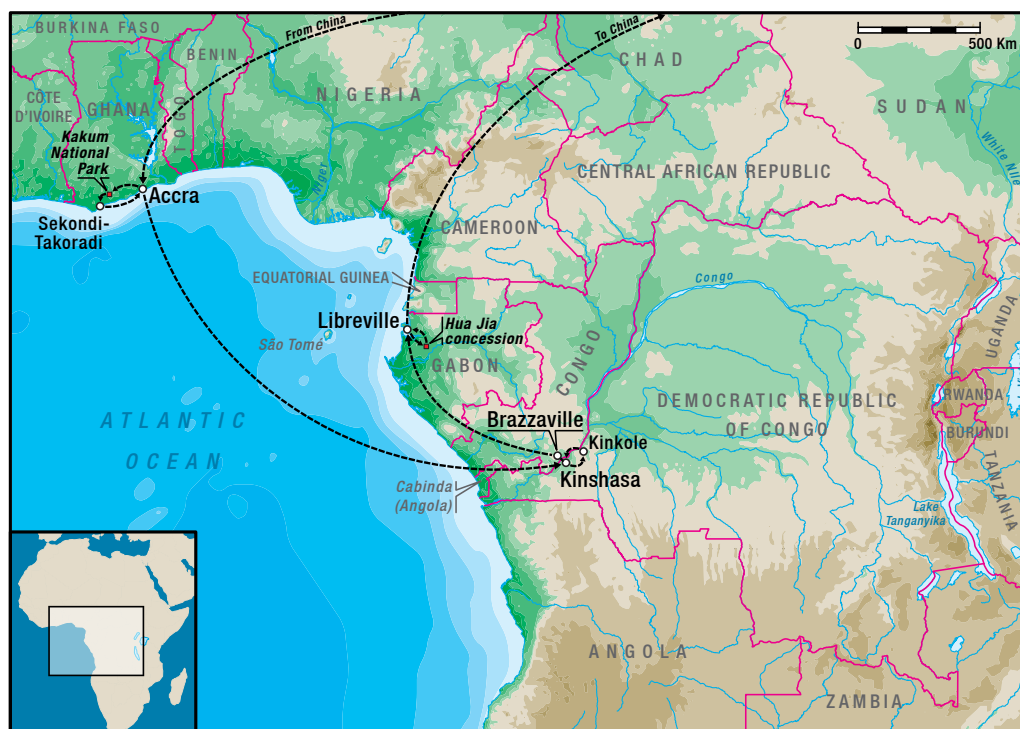 BURKINA FASO
From China
To China
0
500 KM
BENIN
CHAD
NIGERIA
SUDAN
CÔTE
D'IVOIRE
GHANA
TOGO
White Nile
Kakum
National
Park
CENTRAL AFRICAN REPUBLIC
Niger
Accra
Sekondi-
Takoradi
CAMEROON
EQUATORIAL GUINEA
Congo
Libreville
Hua Jia
concession
UGANDA
São Tomé
GABON
CONGO
RWANDA
DEMOCRATIC REPUBLIC
OF CONGO
ATLANTIC
OCEAN
Brazzaville
Kinkole
BURUNDI
Kinshasa
TANZANIA
Cabinda
(Angola)
Lake
Tanganyika
ANGOLA
ZAMBIA